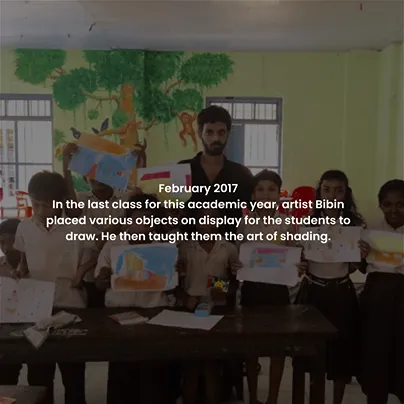 February 2017
In the last class for this academic year, artist Bibin
placed various objects on display for the students to
draw. He then taught them the art of shading.